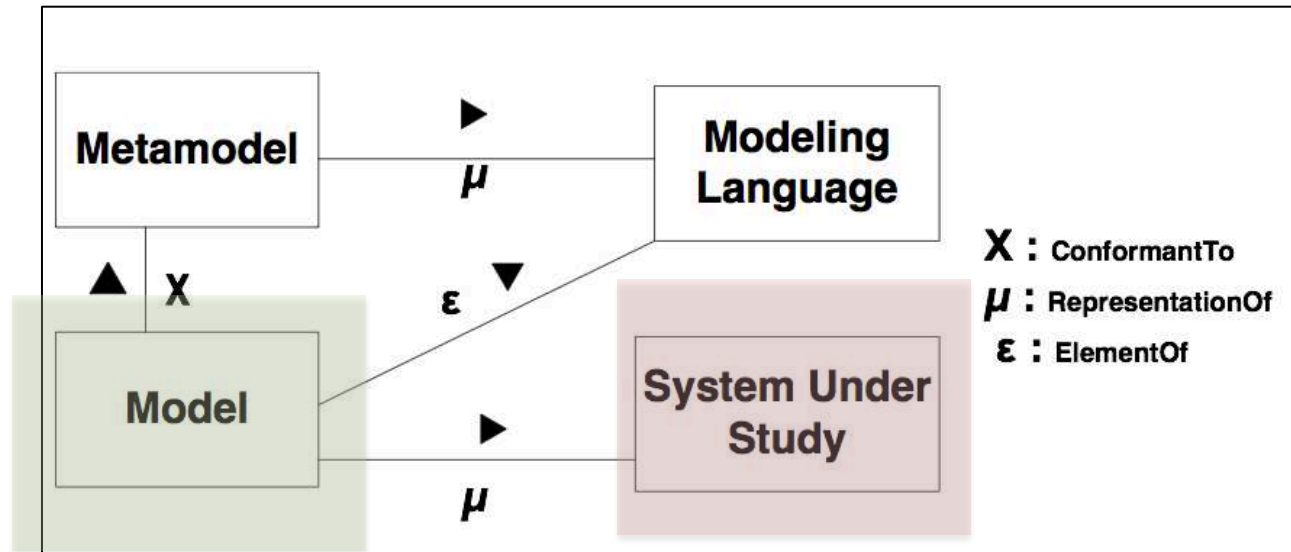 Metamodel
μ
Modeling
Language
X : ConformantTo
μ : RepresentationOf
ε : ElementOf
X
ε
Model
μ
System Under
Study